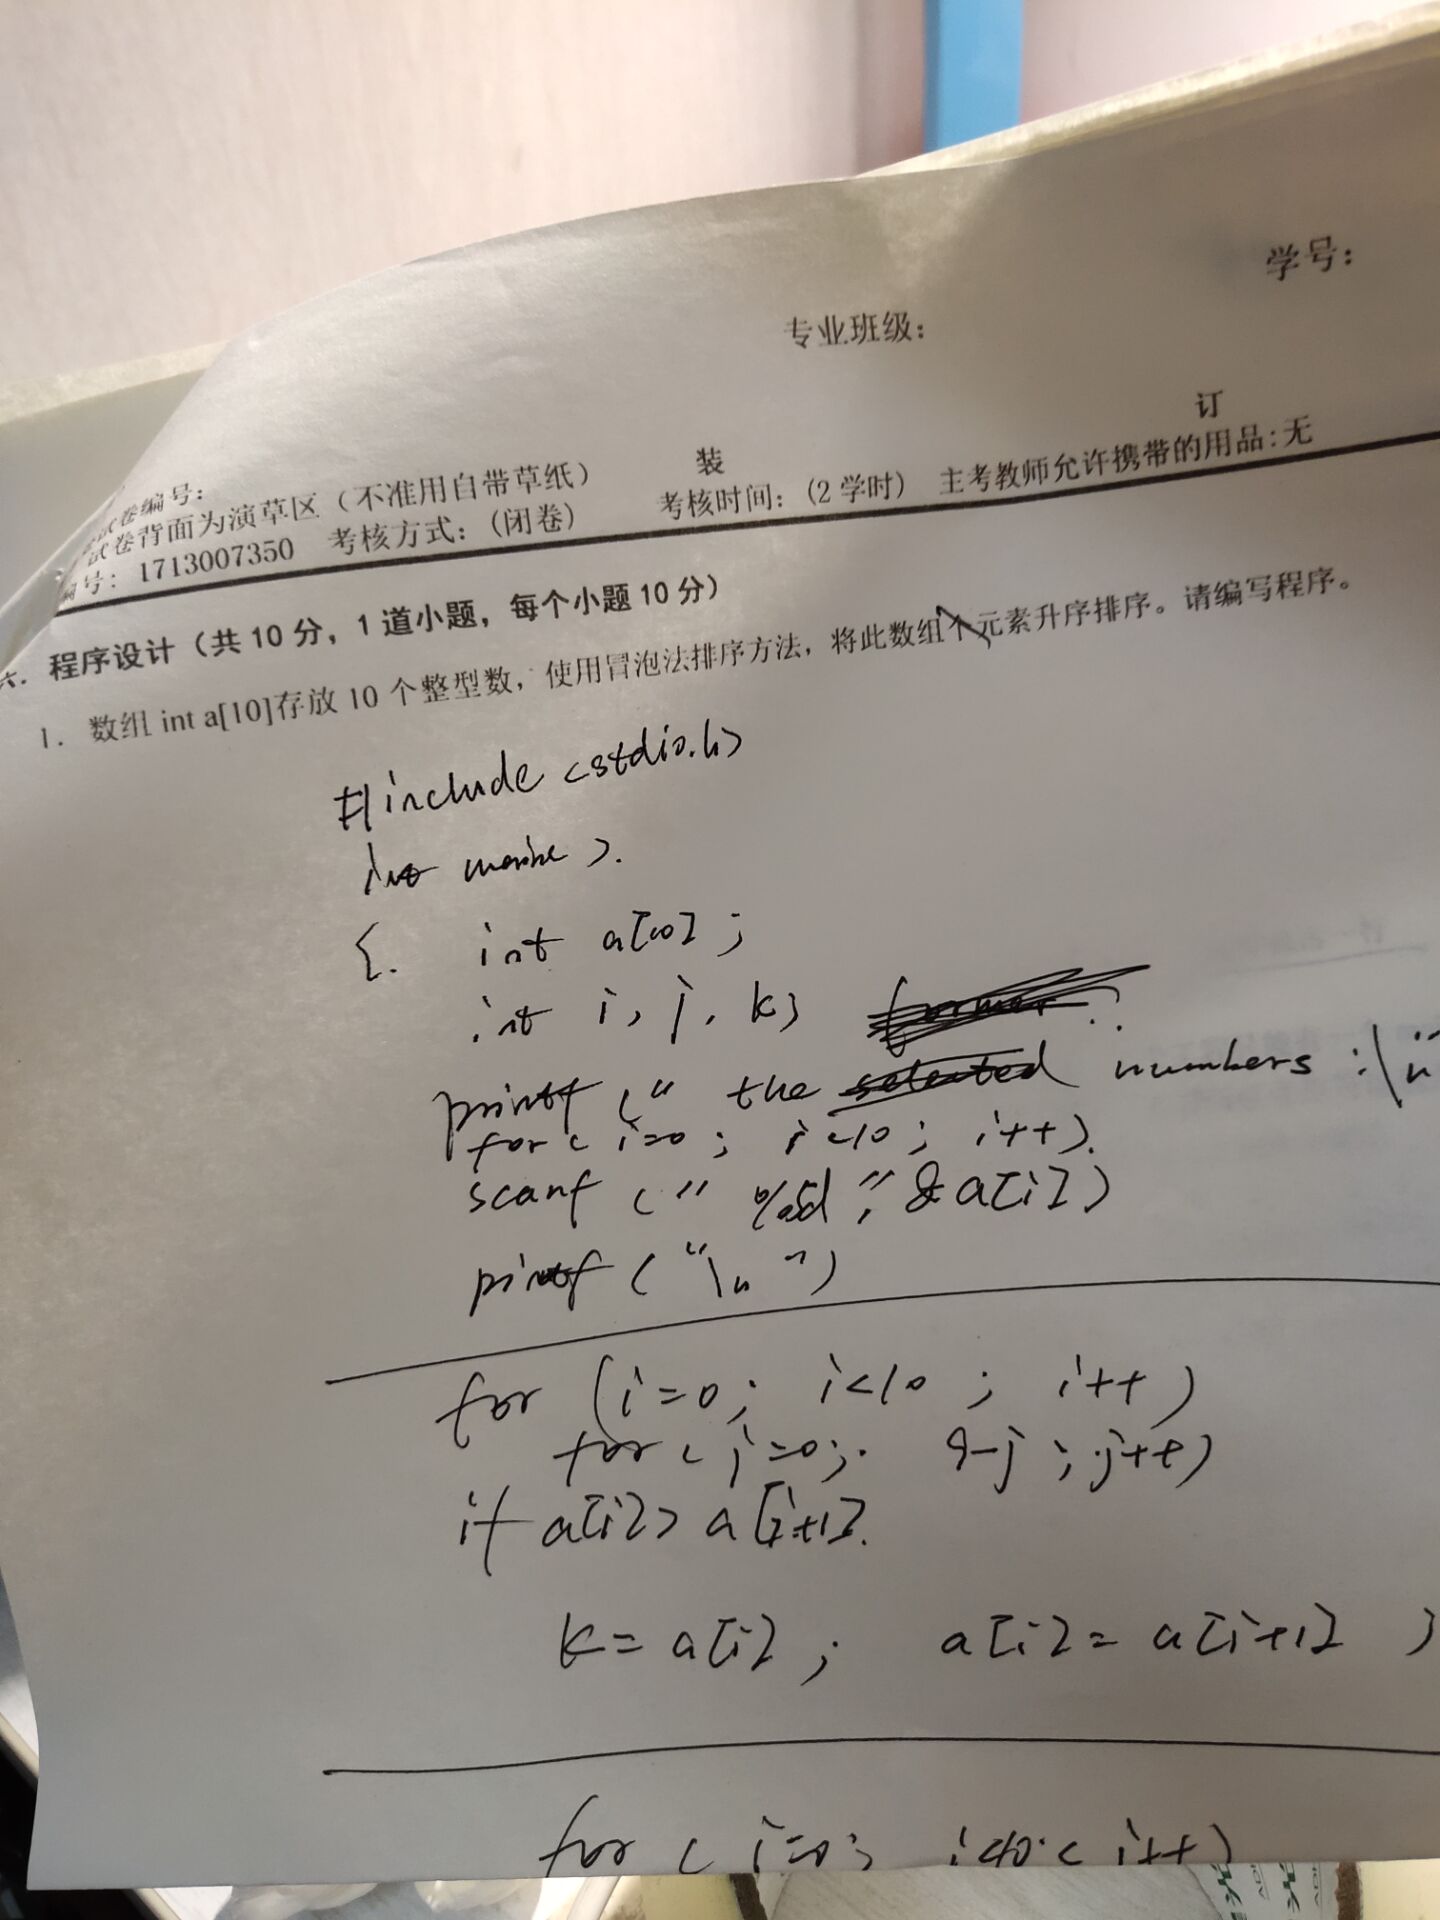 学号：
专业班级：
装 订
试卷编号：
试卷背面为演草区（不准用自带草纸）
编号：1713007350 考核方式：(闭卷) 考核时间：(2学时) 主考教师允许携带的用品：无
六．程序设计（共10分，1道小题，每个小题10分）
1．数组 int a[10]存放 10 个整型数，使用冒泡法排序方法，将此数组个元素升序排序。请编写程序。
#include <stdio.h>
int main( ).
{. int a[10] ;
int i, j, k;
printf (" the selected numbers :\n"
for( i=0 ; i<10 ; i++).
scanf (" %d ", &a[i])
printf ("\n ")
for (i=0; i<10 ; i++)
for( j=0; 9-j ; j++)
if a[i]> a[i+1].
k= a[i] ; a[i]= a[i+1] ;
for ( i=0; i<10 ; i++)